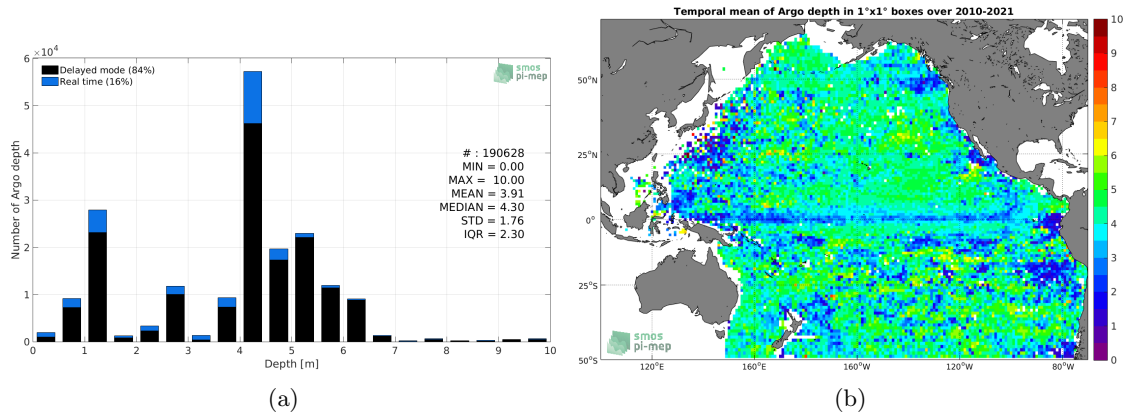 ×10⁴
6
5
4
3
2
1
0
Number of Argo depth
Delayed mode (84%)
Real time (16%)
smos
pi-mep
# : 190628
MIN = 0.00
MAX = 10.00
MEAN = 3.91
MEDIAN = 4.30
STD = 1.76
IQR = 2.30
0 1 2 3 4 5 6 7 8 9 10
Depth [m]
(a)
Temporal mean of Argo depth in 1°x1° boxes over 2010-2021
50°N
25°N
0°
25°S
50°S
120°E 160°E 160°W 120°W 80°W
smos
pi-mep
10
9
8
7
6
5
4
3
2
1
0
(b)